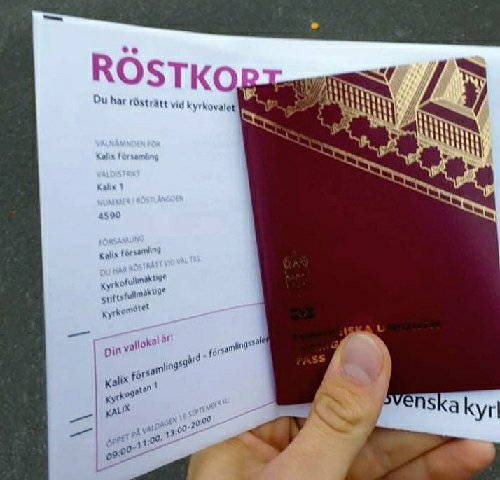 RÖSTKORT
Du har rösträtt vid kyrkovalet
VALNÄMNDEN FÖR
Kalix församling
VALDISTRIKT
Kalix 1
NUMMER I RÖSTLÄNGDEN
4590
FÖRSAMLING
Kalix församling
DU HAR RÖSTRÄTT VID VAL TILL
Kyrkofullmäktige
Stiftsfullmäktige
Kyrkomötet
Din vallokal är:
Kalix församlingsgård - församlingssalen
Kyrkogatan 1
KALIX
ÖPPET PÅ VALDAGEN SEPTEMBER KL:
09:00-11:00, 13:00-20:00
UNIONEN
PASS
Svenska kyrk